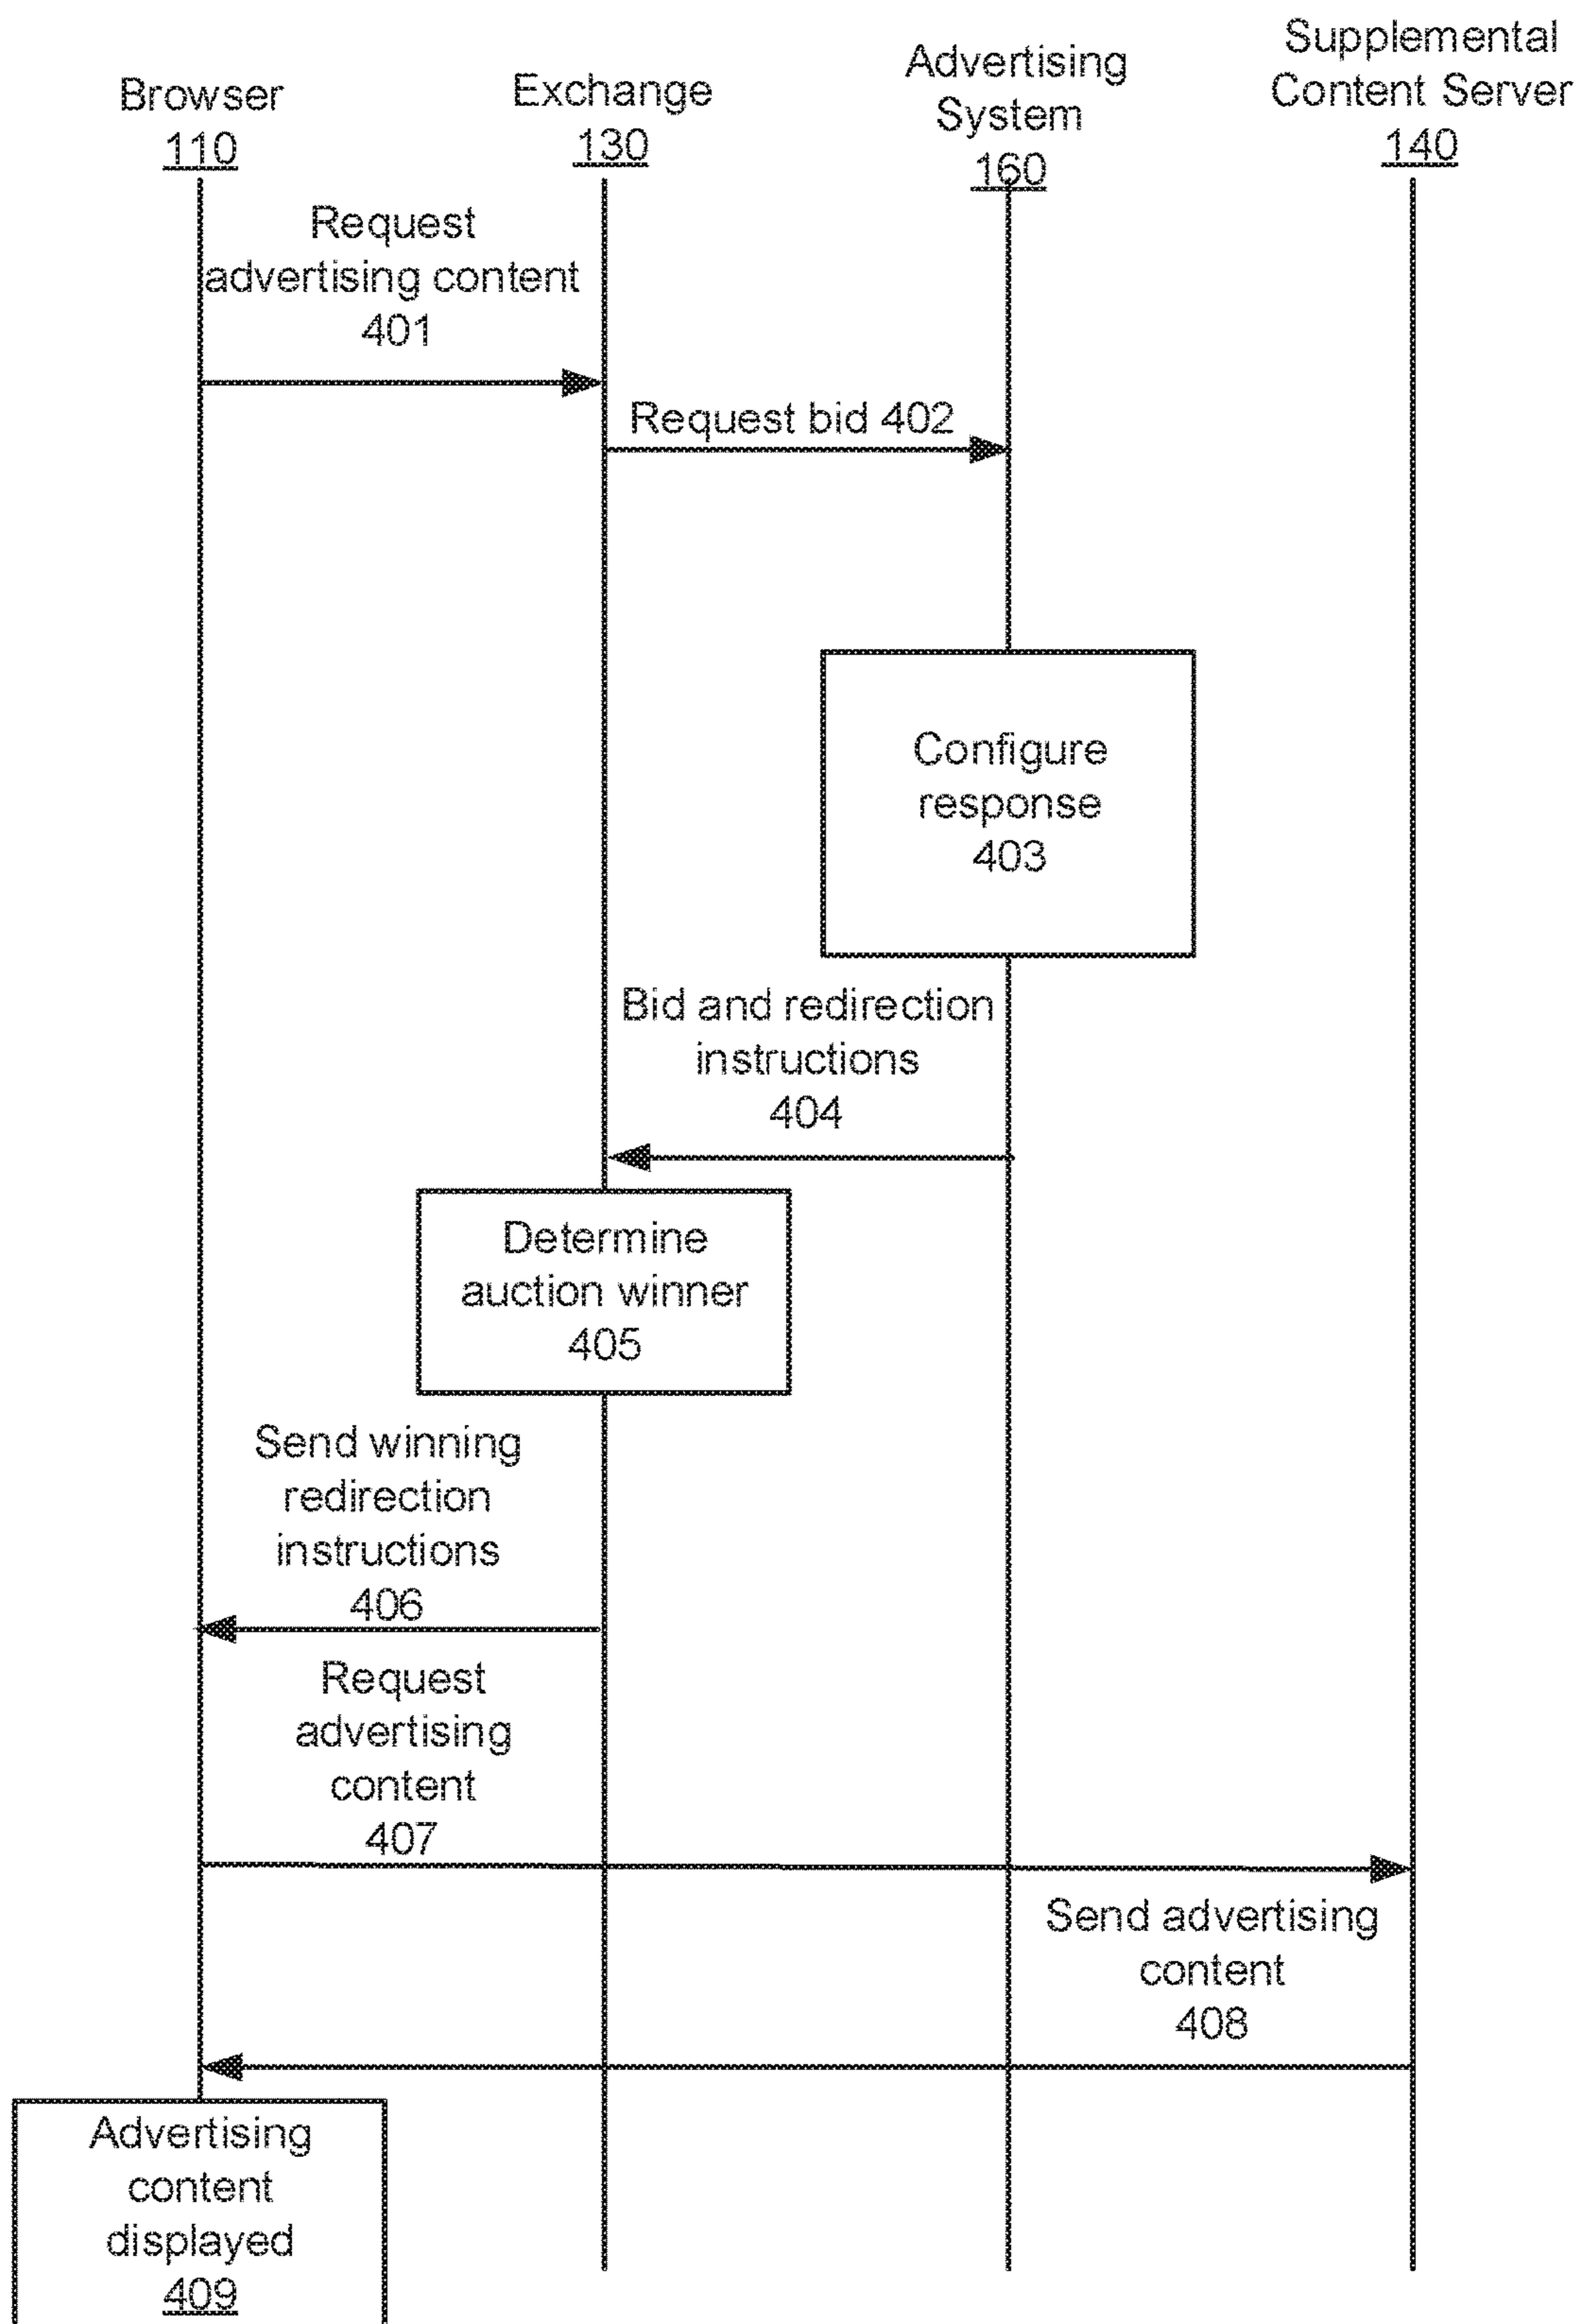 Browser
110
Exchange
130
Advertising
System
160
Supplemental
Content Server
140
Request
advertising content
401
Request bid 402
Configure
response
403
Bid and redirection
instructions
404
Determine
auction winner
405
Send winning
redirection
instructions
406
Request
advertising
content
407
Send advertising
content
408
Advertising
content
displayed
409